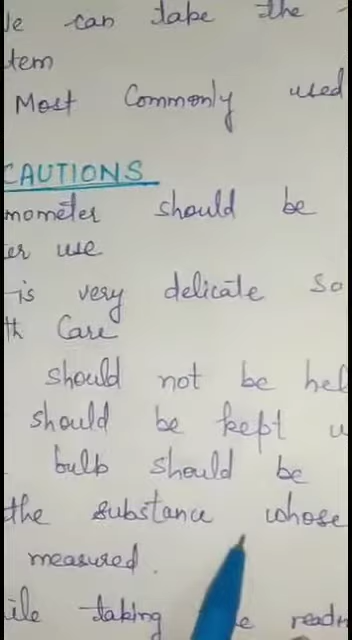 can take the
tem
Most Commonly used
CAUTIONS
mometer should be
er use
is very delicate so
th Care
should not be hel
should be kept u
bulb should be
the substance whose
measured.
ile taking readi